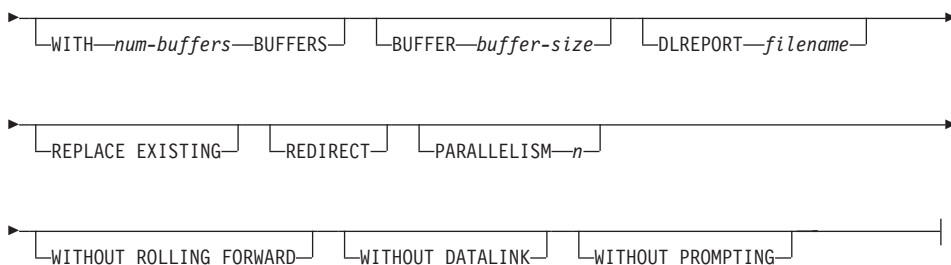 WITH num-buffers BUFFERS BUFFER buffer-size DLREPORT filename
REPLACE EXISTING REDIRECT PARALLELISM n
WITHOUT ROLLING FORWARD WITHOUT DATALINK WITHOUT PROMPTING